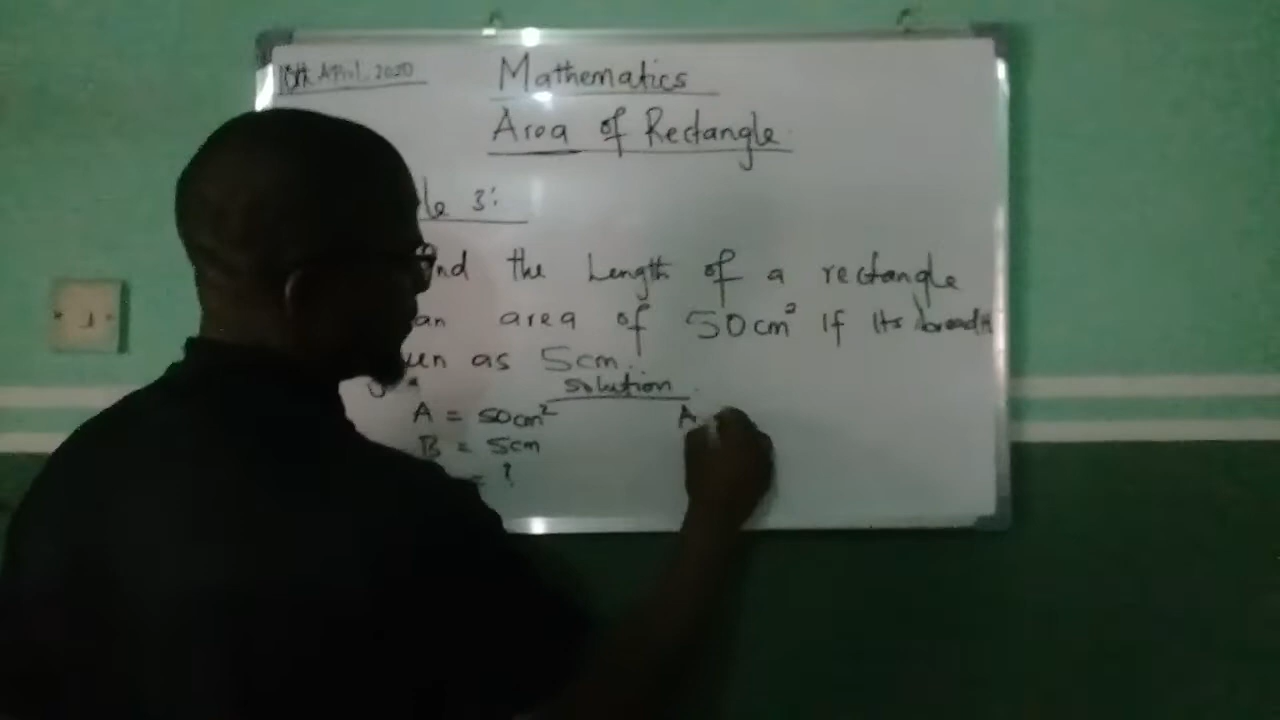 April 2020
Mathematics
Area of Rectangle
le 3:
nd the Length of a rectangle
an area of 50cm² If Its breadth
en as 5cm.
Solution
A = 50cm²
A
B = 5cm
= ?